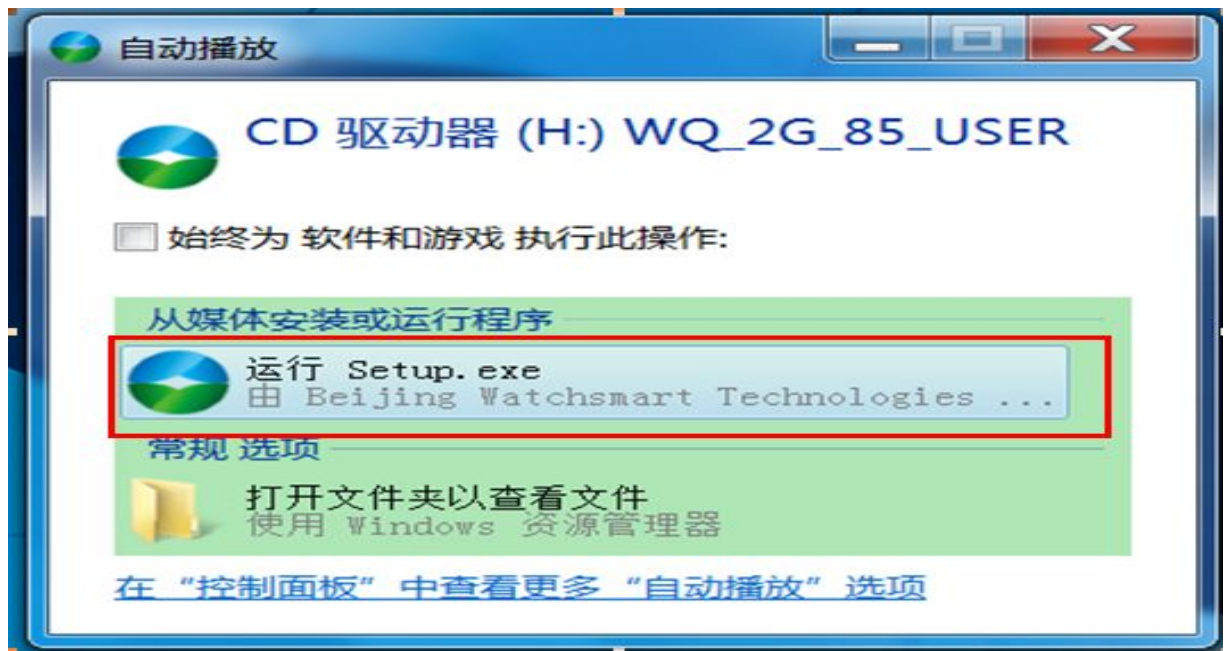 自动播放
CD 驱动器 (H:) WQ_2G_85_USER
始终为 软件和游戏 执行此操作:
从媒体安装或运行程序
运行 Setup.exe
由 Beijing Watchsmart Technologies ...
常规 选项
打开文件夹以查看文件
使用 Windows 资源管理器
在 “控制面板” 中查看更多 “自动播放” 选项